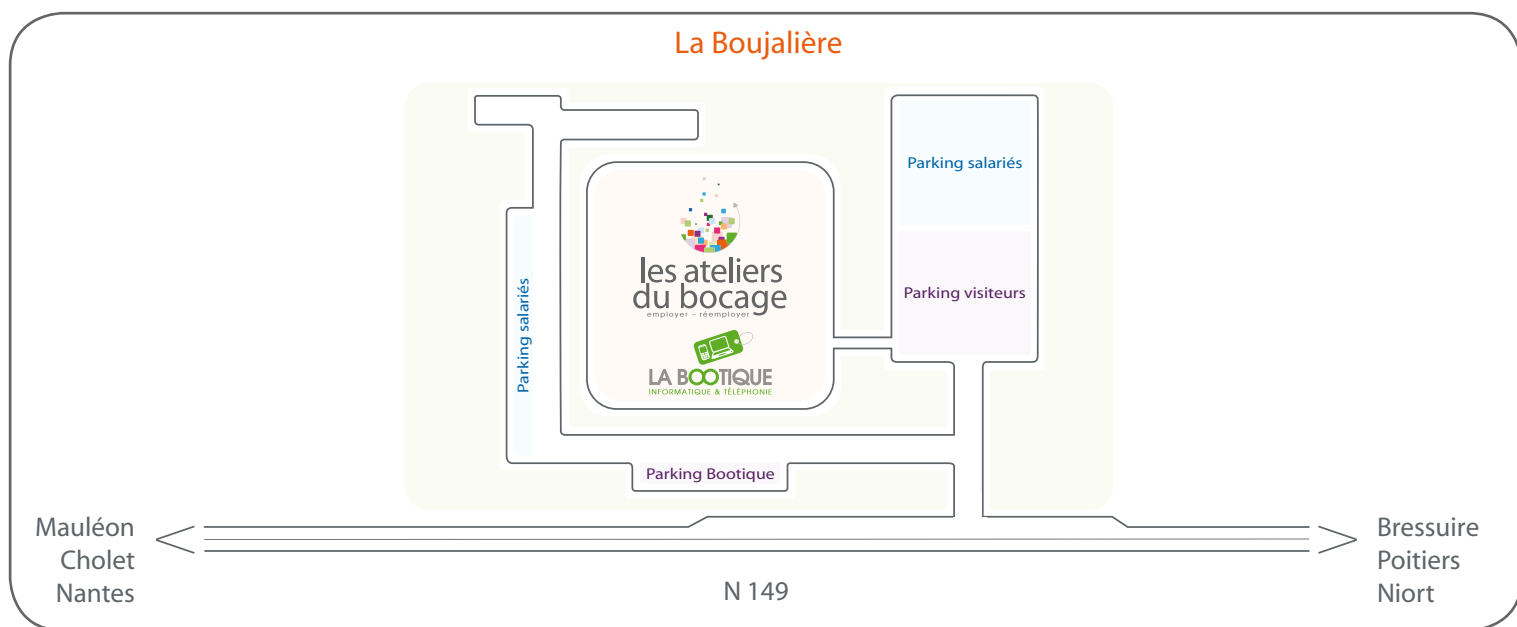 La Boujalière
Parking salariés
Parking visiteurs
les ateliers
du bocage
employer – réemployer
LA BOOTIQUE
INFORMATIQUE & TÉLÉPHONIE
Parking salariés
Parking Bootique
Mauléon
Cholet
Nantes
N 149
Bressuire
Poitiers
Niort